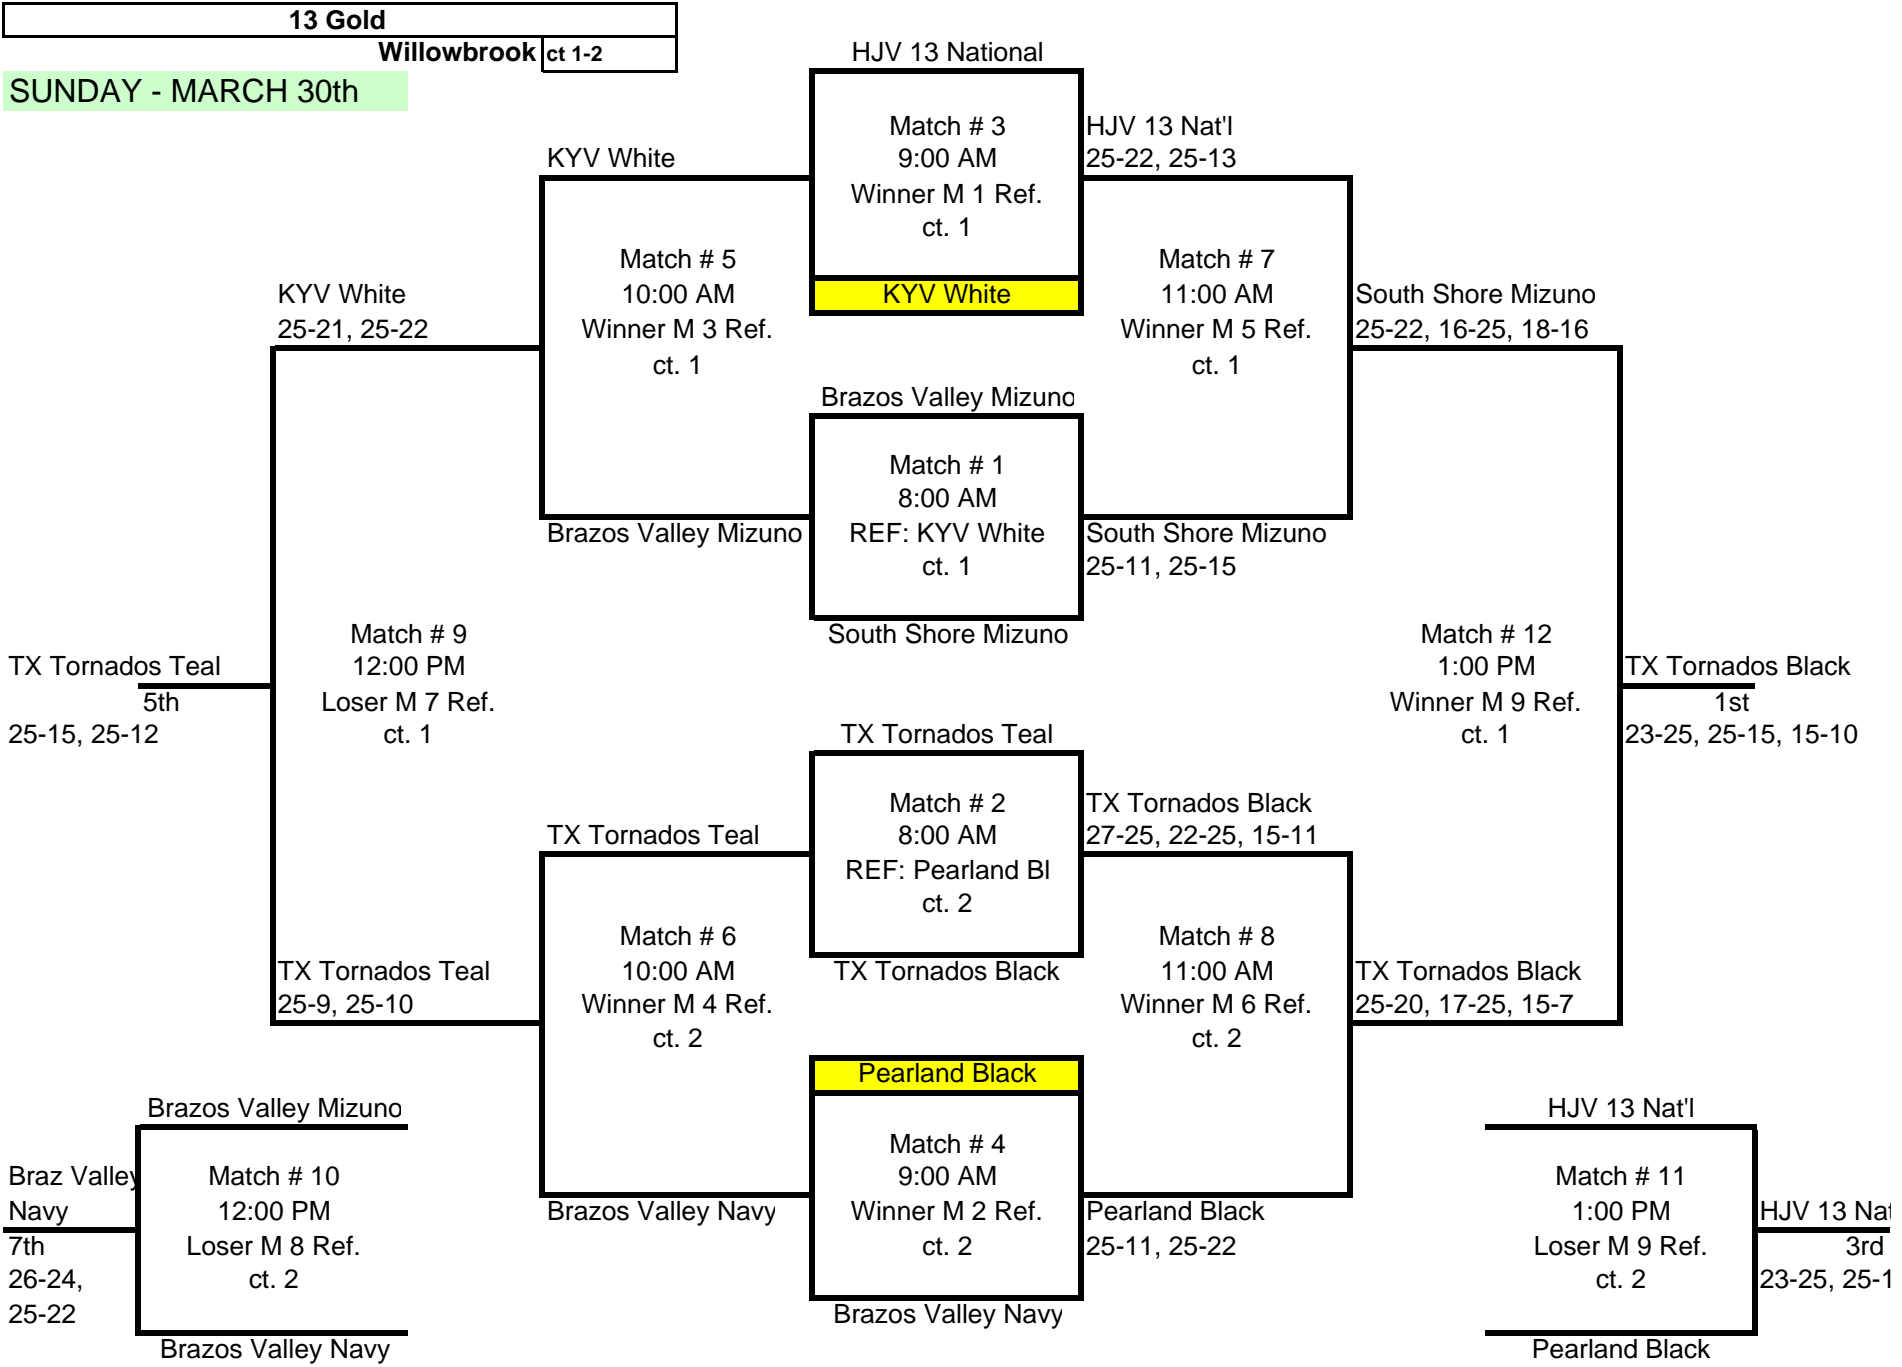 13 Gold
Willowbrook ct 1-2
SUNDAY - MARCH 30th
HJV 13 National
Match # 3
9:00 AM
Winner M 1 Ref.
ct. 1
KYV White
HJV 13 Nat'l
25-22, 25-13
KYV White
Match # 5
10:00 AM
Winner M 3 Ref.
ct. 1
Match # 7
11:00 AM
Winner M 5 Ref.
ct. 1
KYV White
25-21, 25-22
South Shore Mizuno
25-22, 16-25, 18-16
Brazos Valley Mizuno
Match # 1
8:00 AM
REF: KYV White
ct. 1
South Shore Mizuno
Brazos Valley Mizuno
South Shore Mizuno
25-11, 25-15
Match # 9
12:00 PM
Loser M 7 Ref.
ct. 1
TX Tornados Teal
5th
25-15, 25-12
Match # 12
1:00 PM
Winner M 9 Ref.
ct. 1
TX Tornados Black
1st
23-25, 25-15, 15-10
TX Tornados Teal
Match # 2
8:00 AM
REF: Pearland Bl
ct. 2
TX Tornados Black
TX Tornados Black
27-25, 22-25, 15-11
TX Tornados Teal
Match # 6
10:00 AM
Winner M 4 Ref.
ct. 2
Match # 8
11:00 AM
Winner M 6 Ref.
ct. 2
TX Tornados Teal
25-9, 25-10
TX Tornados Black
25-20, 17-25, 15-7
Pearland Black
Match # 4
9:00 AM
Winner M 2 Ref.
ct. 2
Brazos Valley Navy
Brazos Valley Navy
Pearland Black
25-11, 25-22
Brazos Valley Mizuno
Match # 10
12:00 PM
Loser M 8 Ref.
ct. 2
Brazos Valley Navy
Braz Valley
Navy
7th
26-24,
25-22
HJV 13 Nat'l
Match # 11
1:00 PM
Loser M 9 Ref.
ct. 2
Pearland Black
HJV 13
3rd
23-25,